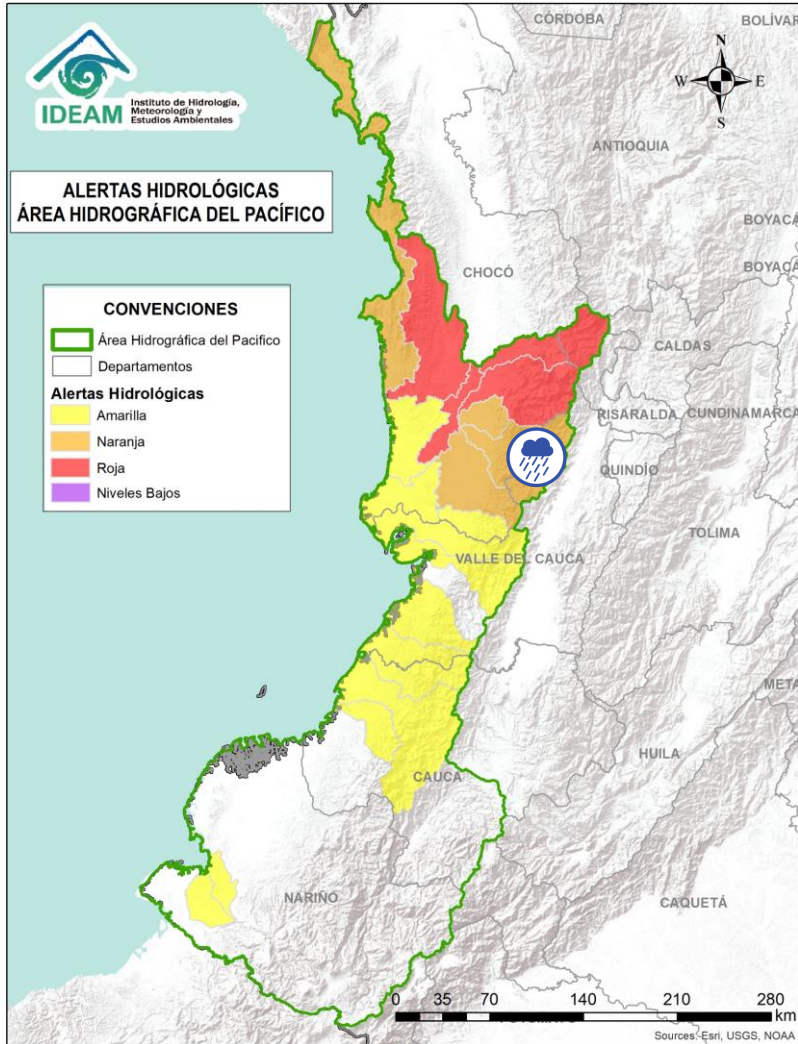 CÓRDOBA
BOLÍVAR
IDEAM
Instituto de Hidrología,
Meteorología y
Estudios Ambientales
N
W
E
S
ANTIOQUIA
ALERTAS HIDROLÓGICAS
ÁREA HIDROGRÁFICA DEL PACÍFICO
BOYACÁ
BOYACÁ
CHOCÓ
CONVENCIONES
Área Hidrográfica del Pacífico
Departamentos
Alertas Hidrológicas
Amarilla
Naranja
Roja
Niveles Bajos
CALDAS
RISARALDA
CUNDINAMARCA
QUINDÍO
TOLIMA
VALLE DEL CAUCA
META
HUILA
CAUCA
NARIÑO
CAQUETÁ
0 35 70 140 210 280
km
Sources: Esri, USGS, NOAA